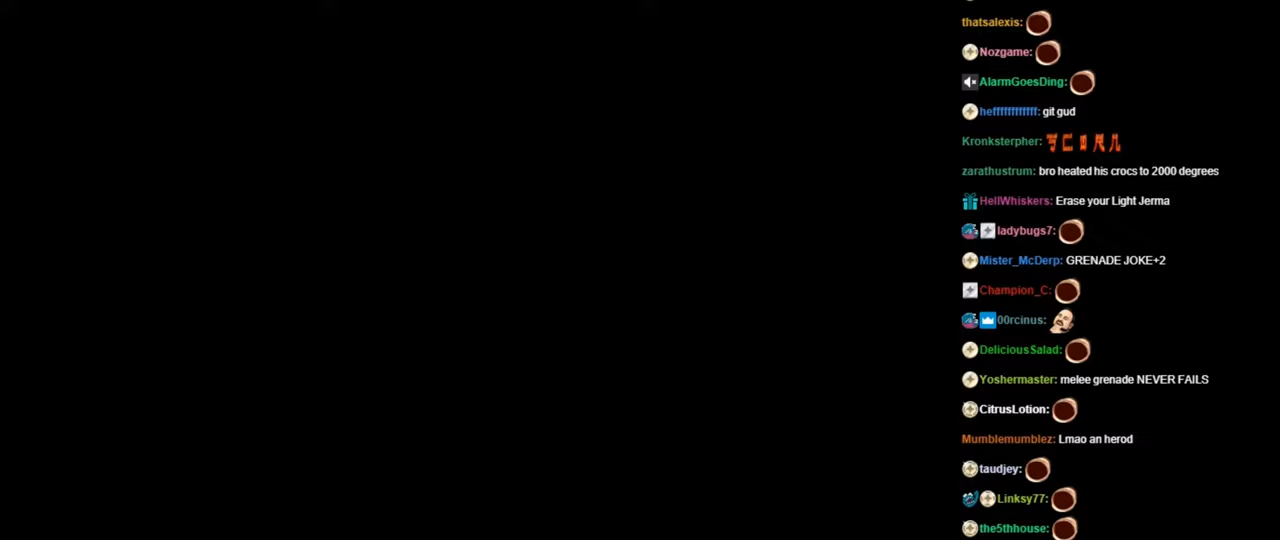 thatsalexis:
Nozgame:
AlarmGoesDing:
heffffffffffff: git gud
Kronksterpher:
zarathustrum: bro heated his crocs to 2000 degrees
HellWhiskers: Erase your Light Jerma
ladybugs7:
Mister_McDerp: GRENADE JOKE+2
Champion_C:
00rcinus:
DeliciousSalad:
Yoshermaster: melee grenade NEVER FAILS
CitrusLotion:
Mumblemumblez: Lmao an herod
taudjey:
Linksy77:
the5thhouse: